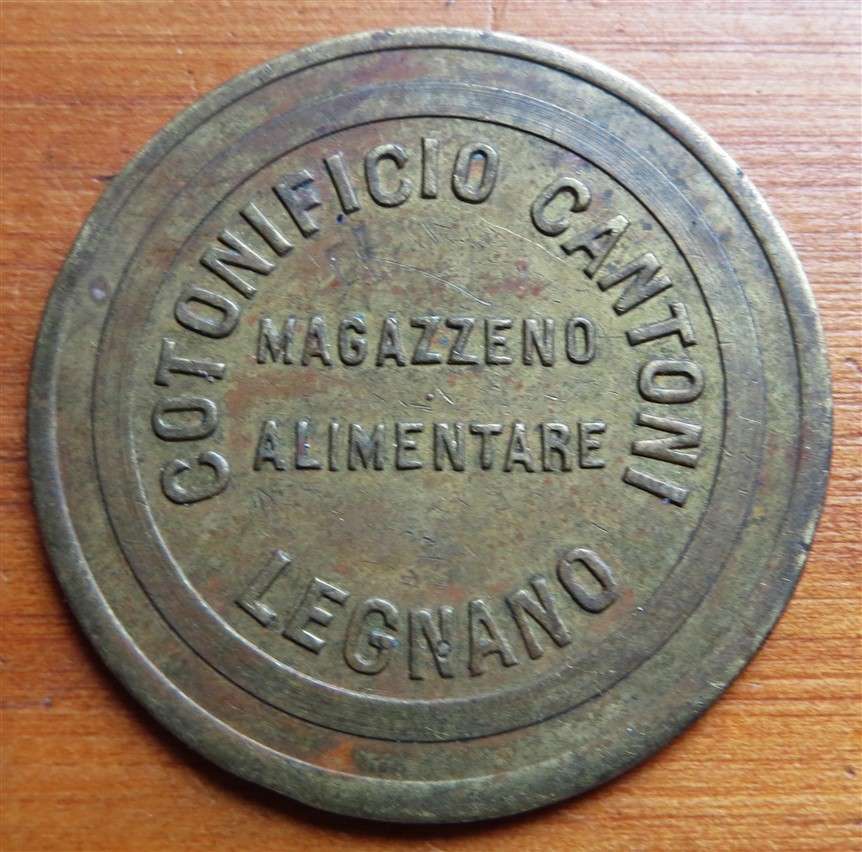 COTONIFICIO CANTONI
MAGAZZENO
ALIMENTARE
LEGNANO